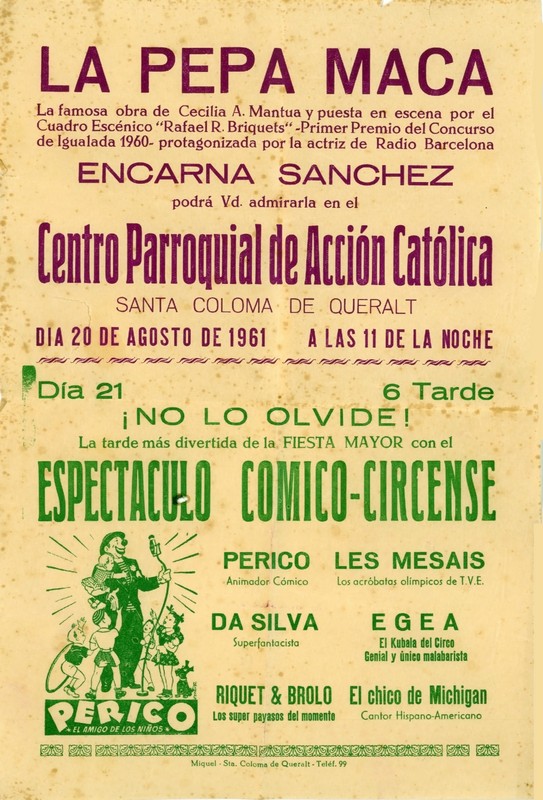 LA PEPA MACA
La famosa obra de Cecilia A. Mantua y puesta en escena por el
Cuadro Escénico "Rafael R. Briquets" -Primer Premio del Concurso
de Igualada 1960- protagonizada por la actriz de Radio Barcelona
ENCARNA SANCHEZ
podrá Vd. admirarla en el
Centro Parroquial de Acción Católica
SANTA COLOMA DE QUERALT
DIA 20 DE AGOSTO DE 1961 A LAS 11 DE LA NOCHE
Día 21 6 Tarde
¡NO LO OLVIDE!
La tarde más divertida de la FIESTA MAYOR con el
ESPECTACULO COMICO-CIRCENSE
PERICO LES MESAIS
Animador Cómico Los acróbatas olímpicos de T.V.E.
DA SILVA EGEA
Superfantacista El Kubala del Circo
Genial y único malabarista
RIQUET & BROLO El chico de Michigan
Los super payasos del momento Cantor Hispano-Americano
PERICO
EL AMIGO DE LOS NIÑOS
Miquel - Sta. Coloma de Queralt - Teléf. 99